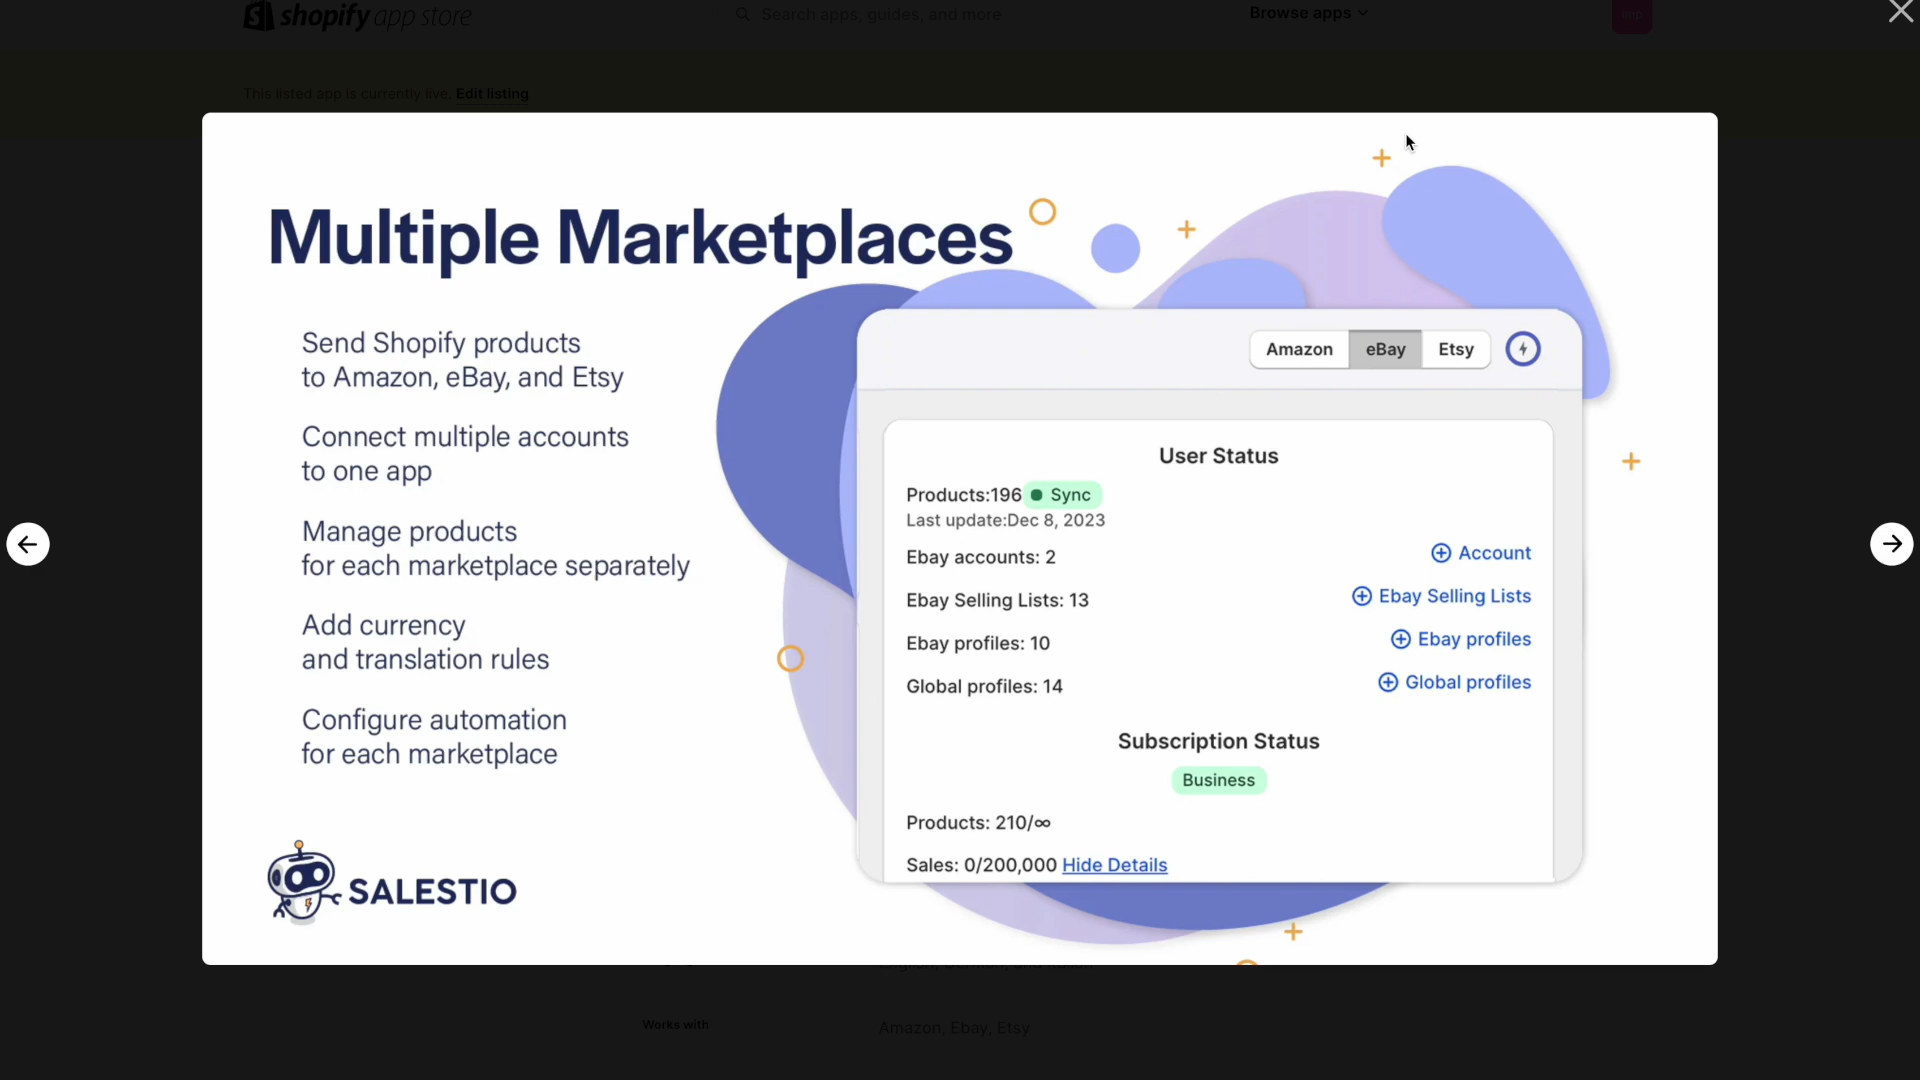 shopify app store
Search apps, guides, and more
Browse apps
Imp
This listed app is currently live. Edit listing
Multiple Marketplaces
Send Shopify products
to Amazon, eBay, and Etsy
Connect multiple accounts
to one app
Manage products
for each marketplace separately
Add currency
and translation rules
Configure automation
for each marketplace
SALESTIO
Amazon eBay Etsy
User Status
Products:196 Sync
Last update:Dec 8, 2023
Ebay accounts: 2
Account
Ebay Selling Lists: 13
Ebay Selling Lists
Ebay profiles: 10
Ebay profiles
Global profiles: 14
Global profiles
Subscription Status
Business
Products: 210/∞
Sales: 0/200,000 Hide Details
English, German, and Italian
Works with
Amazon, Ebay, Etsy